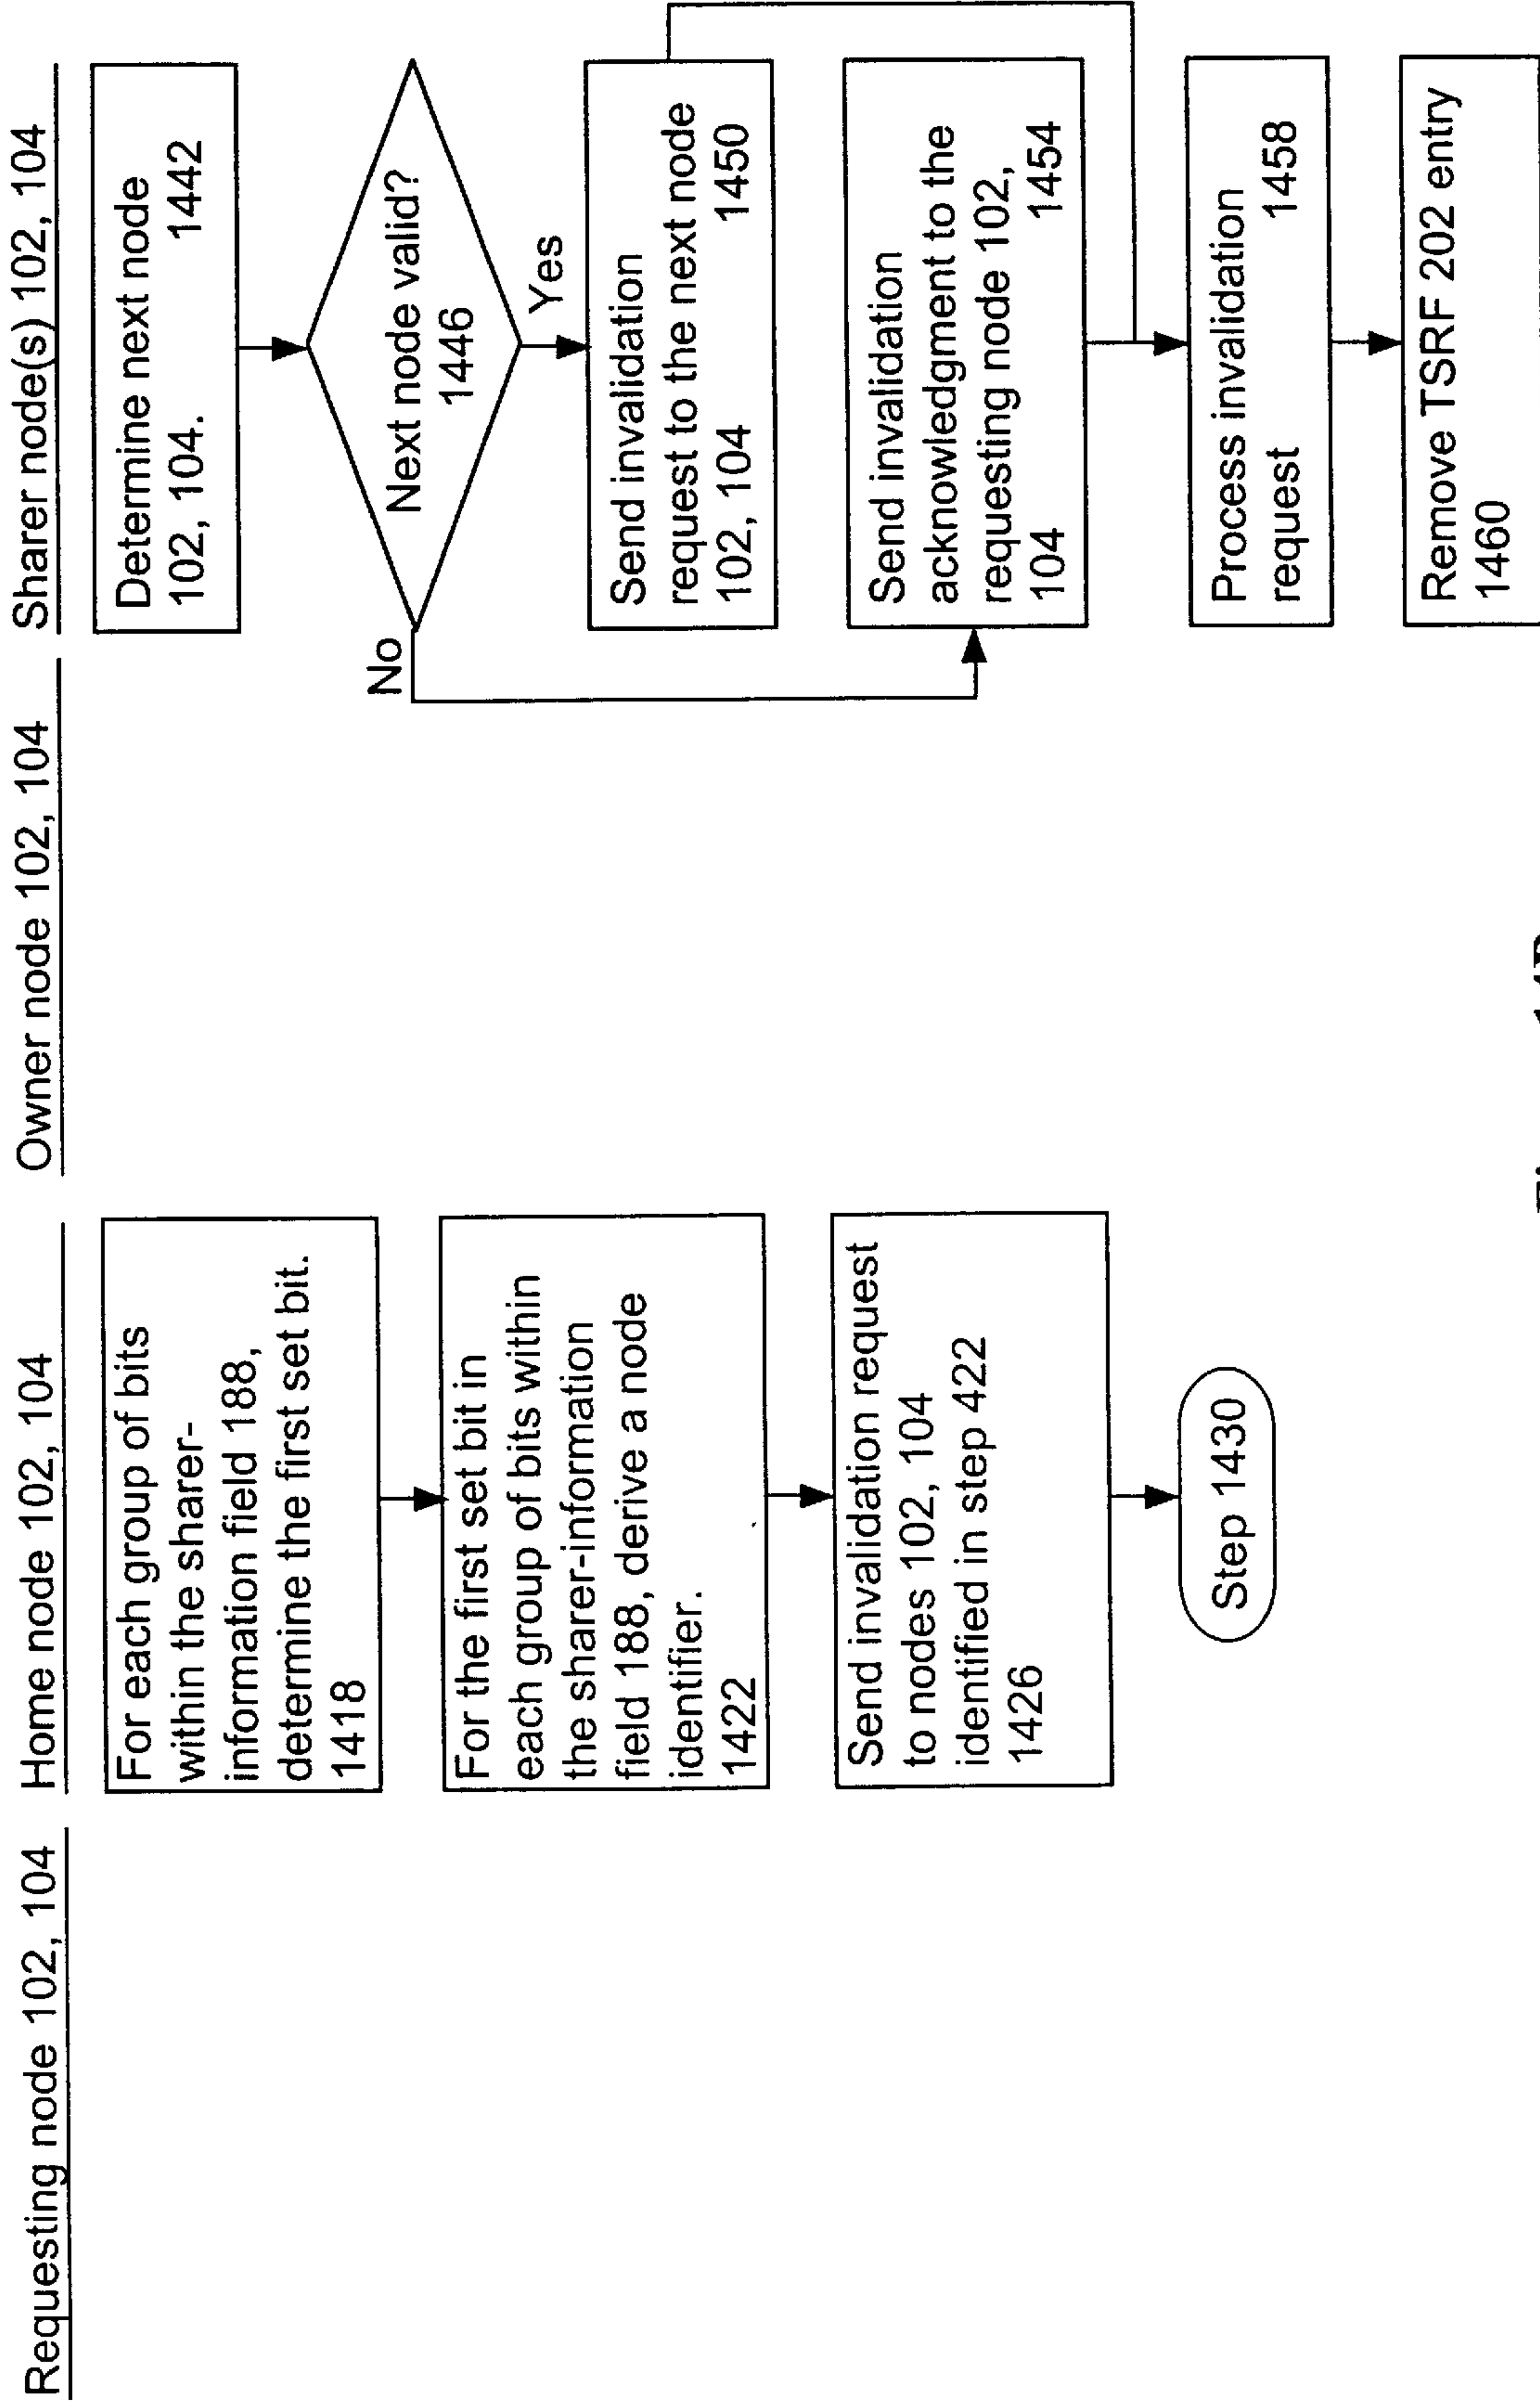 Requesting node 102, 104
Home node 102, 104
Owner node 102, 104
Sharer node(s) 102, 104
For each group of bits
within the sharer-
information field 188,
determine the first set bit.
1418
For the first set bit in
each group of bits within
the sharer-information
field 188, derive a node
identifier.
1422
Send invalidation request
to nodes 102, 104
identified in step 422
1426
Step 1430
Determine next node
102, 104. 1442
Next node valid?
1446
No
Yes
Send invalidation
request to the next node
102, 104 1450
Send invalidation
acknowledgment to the
requesting node 102,
104 1454
Process invalidation
request 1458
Remove TSRF 202 entry
1460